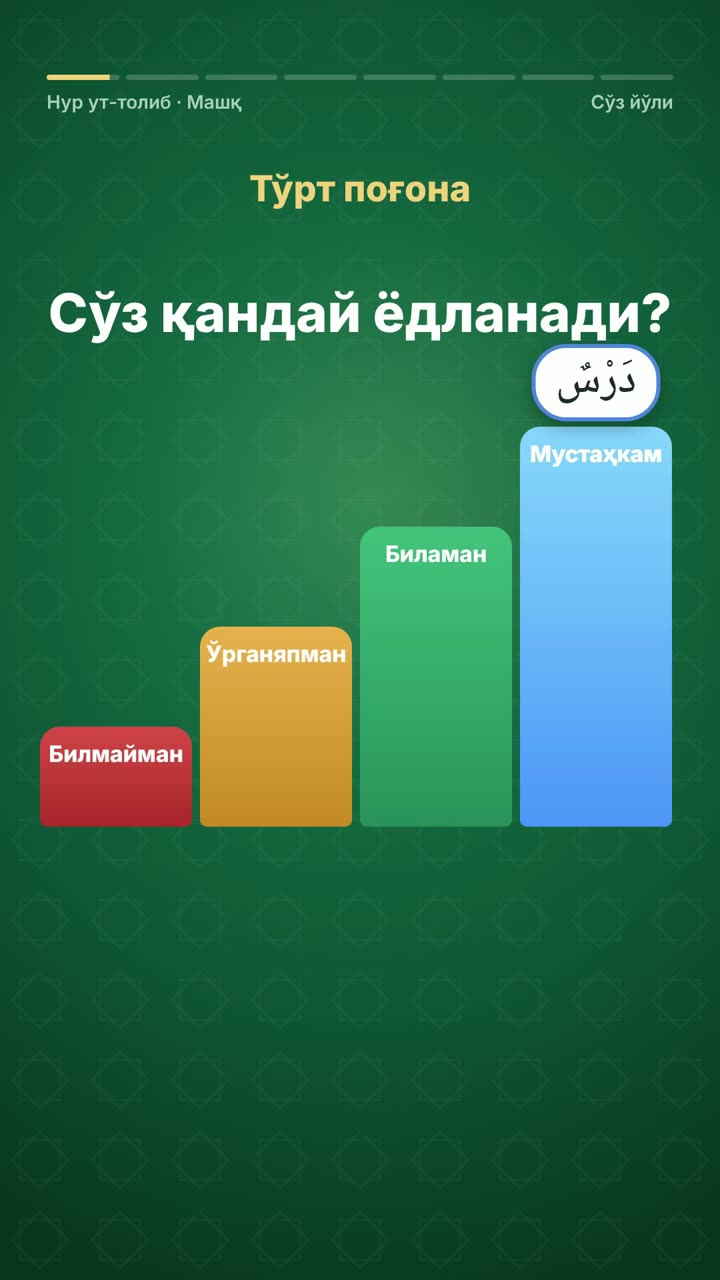 Нур ут-толиб · Машқ
Сўз йўли
Тўрт поғона
Сўз қандай ёдланади?
دَرْسٌ
Мустаҳкам
Биламан
Ўрганяпман
Билмайман